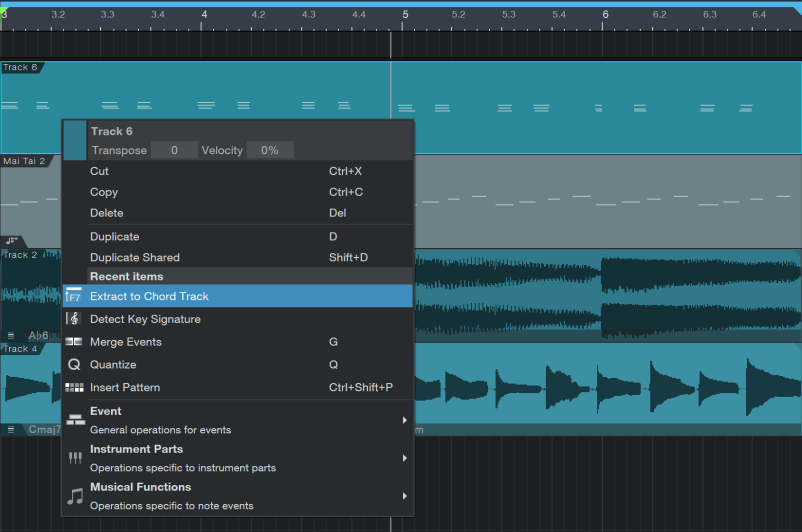 3 3.2 3.3 3.4 4 4.2 4.3 4.4 5 5.2 5.3 5.4 6 6.2 6.3 6.4
Track 6
Track 6
Transpose 0 Velocity 0%
Mai Tai 2
Cut Ctrl+X
Copy Ctrl+C
Delete Del
Duplicate D
Track 2
Duplicate Shared Shift+D
Recent items
F7 Extract to Chord Track
Detect Key Signature
Ab6
Merge Events G
Track 4
Q Quantize Q
Insert Pattern Ctrl+Shift+P
Event
General operations for events
Cmaj7
m
Instrument Parts
Operations specific to instrument parts
Musical Functions
Operations specific to note events